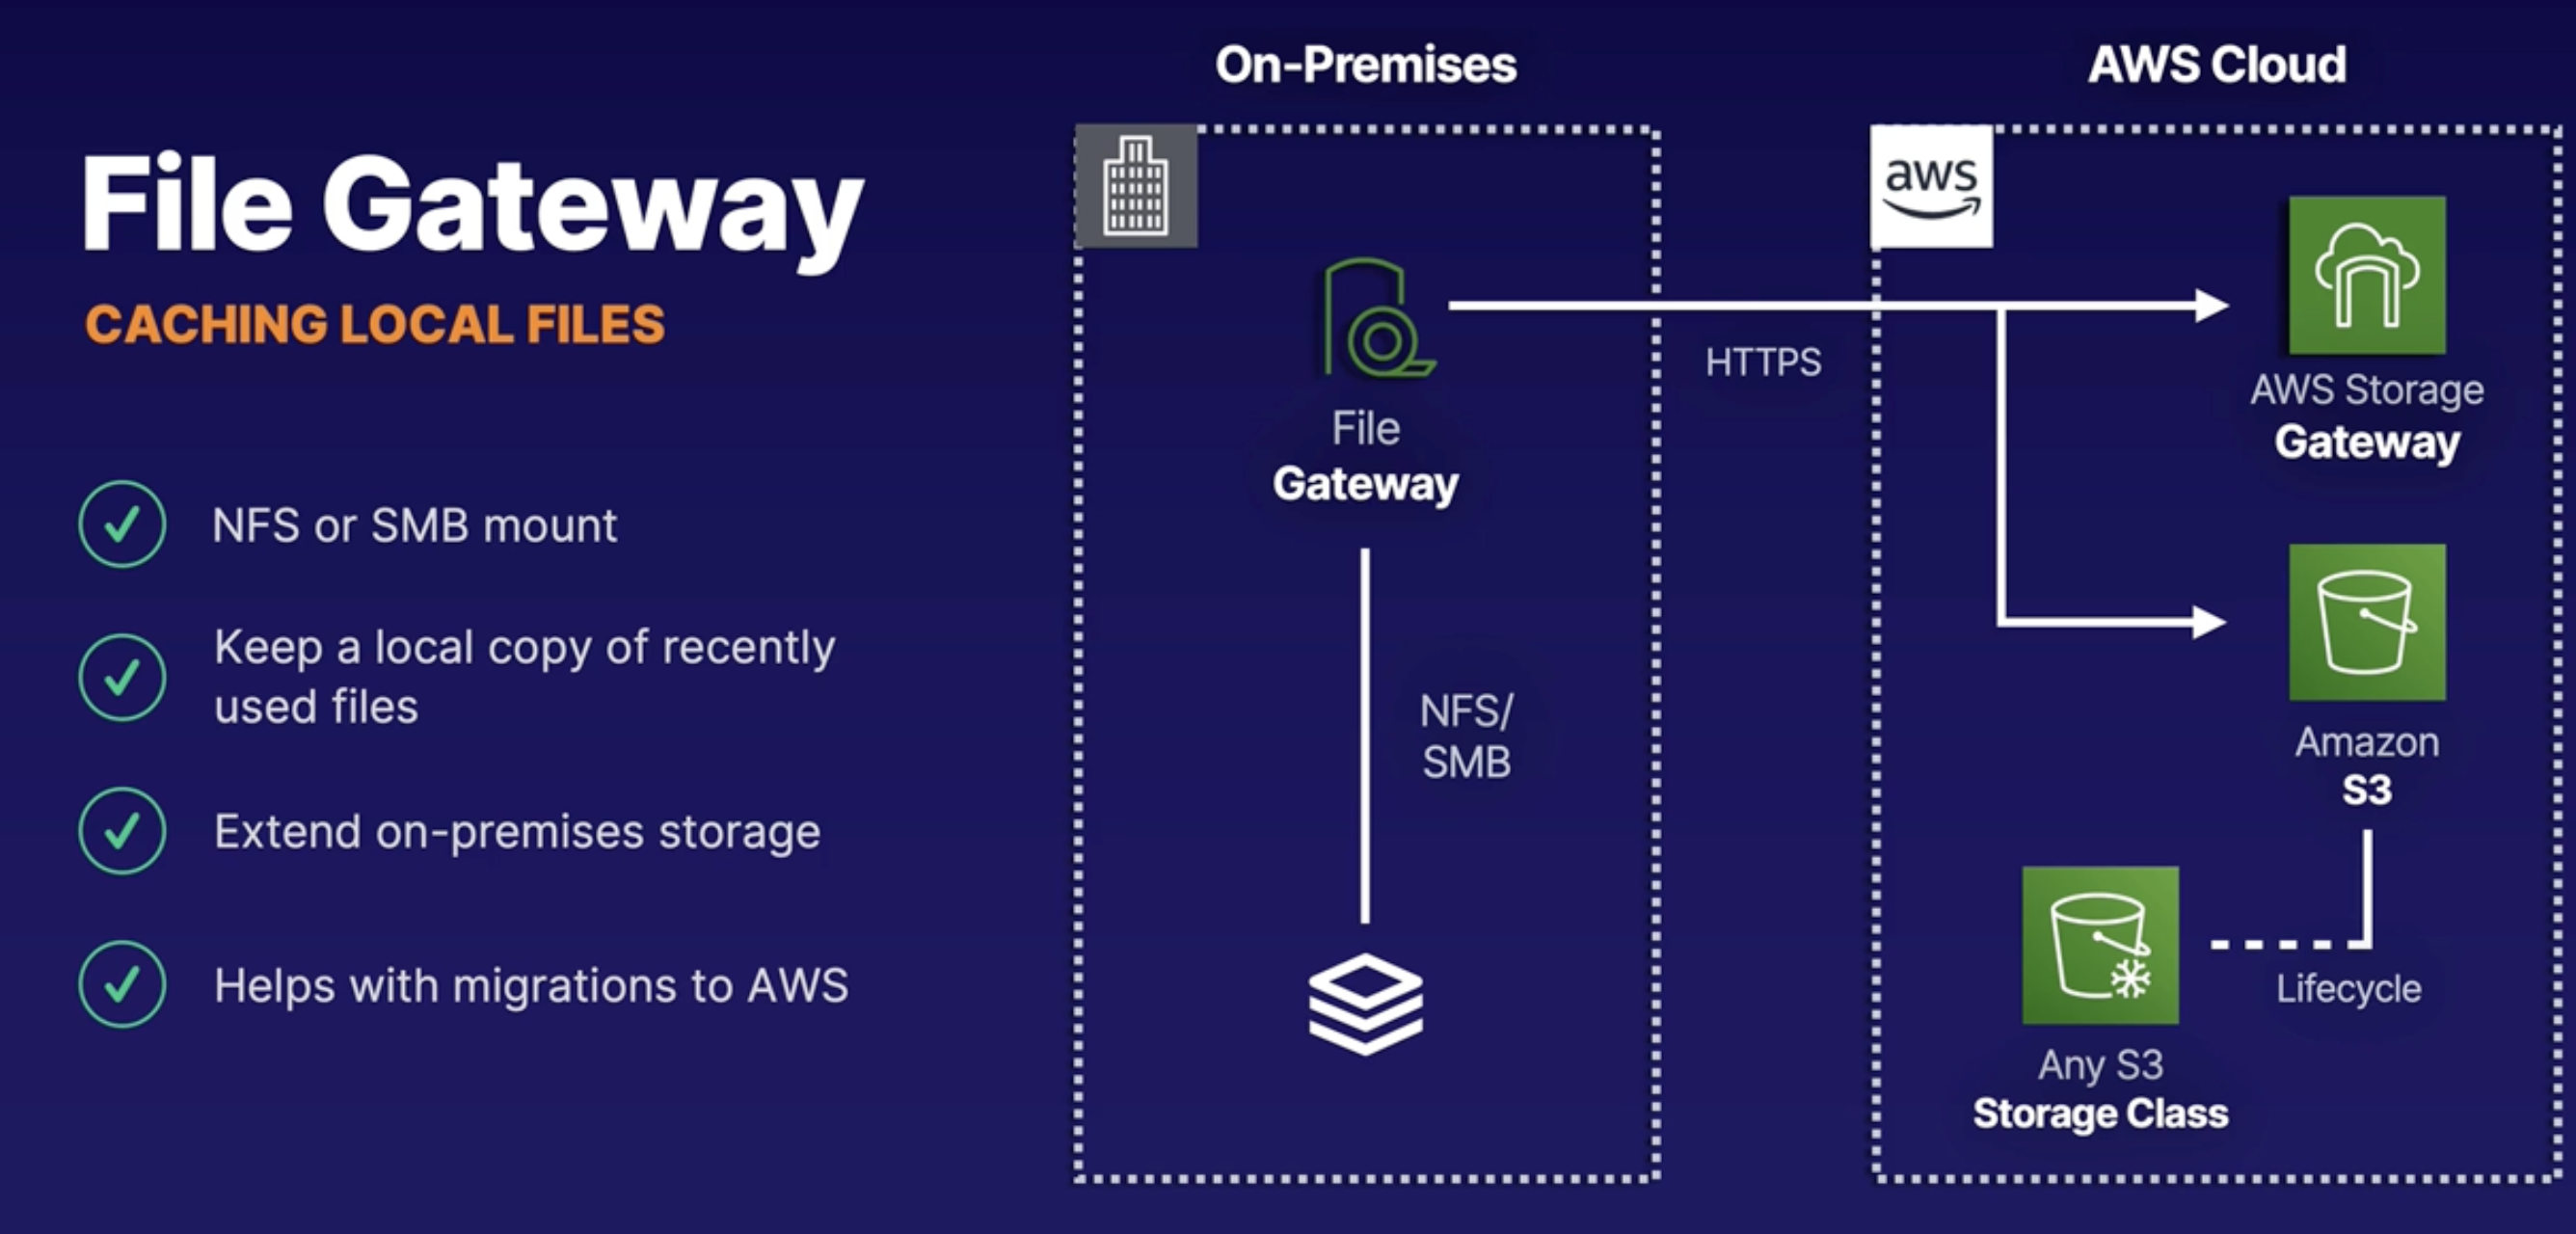 File Gateway
CACHING LOCAL FILES
NFS or SMB mount
Keep a local copy of recently
used files
Extend on-premises storage
Helps with migrations to AWS
On-Premises
File
Gateway
NFS/
SMB
HTTPS
AWS Cloud
aws
AWS Storage
Gateway
Amazon
S3
Lifecycle
Any S3
Storage Class